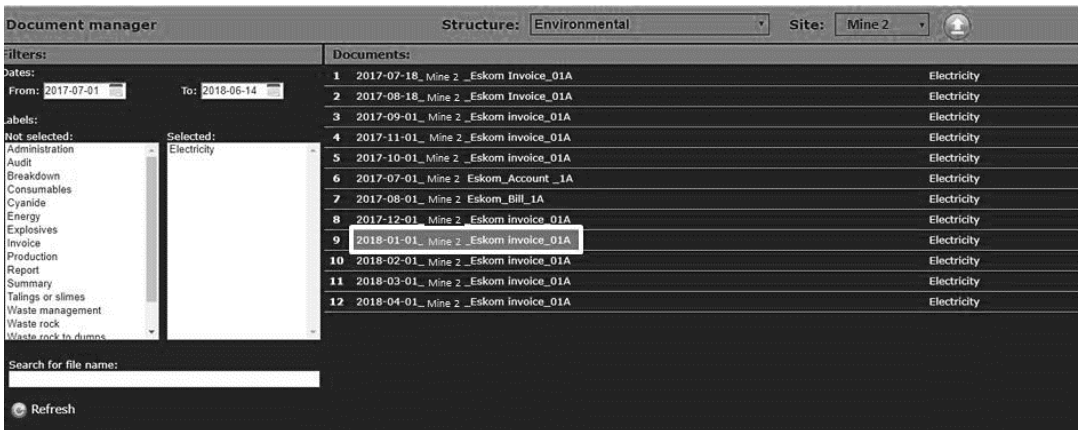 Document manager
Structure: Environmental
Site: Mine 2
Filters:
Dates:
From: 2017-07-01 To: 2018-06-14
Labels:
Not selected:
Administration
Audit
Breakdown
Consumables
Cyanide
Energy
Explosives
Invoice
Production
Report
Summary
Talings or slimes
Waste management
Waste rock
Waste rock to dumps
Selected:
Electricity
Search for file name:
Refresh
Documents:
1 2017-07-18_ Mine 2 _Eskom Invoice_01A Electricity
2 2017-08-18_ Mine 2 _Eskom Invoice_01A Electricity
3 2017-09-01_ Mine 2 _Eskom invoice_01A Electricity
4 2017-11-01_ Mine 2 _Eskom invoice_01A Electricity
5 2017-10-01_ Mine 2 _Eskom invoice_01A Electricity
6 2017-07-01_ Mine 2 Eskom_Account _1A Electricity
7 2017-08-01_ Mine 2 Eskom_Bill_1A Electricity
8 2017-12-01_ Mine 2 _Eskom invoice_01A Electricity
9 2018-01-01_ Mine 2 _Eskom invoice_01A Electricity
10 2018-02-01_ Mine 2 _Eskom invoice_01A Electricity
11 2018-03-01_ Mine 2 _Eskom invoice_01A Electricity
12 2018-04-01_ Mine 2 _Eskom invoice_01A Electricity